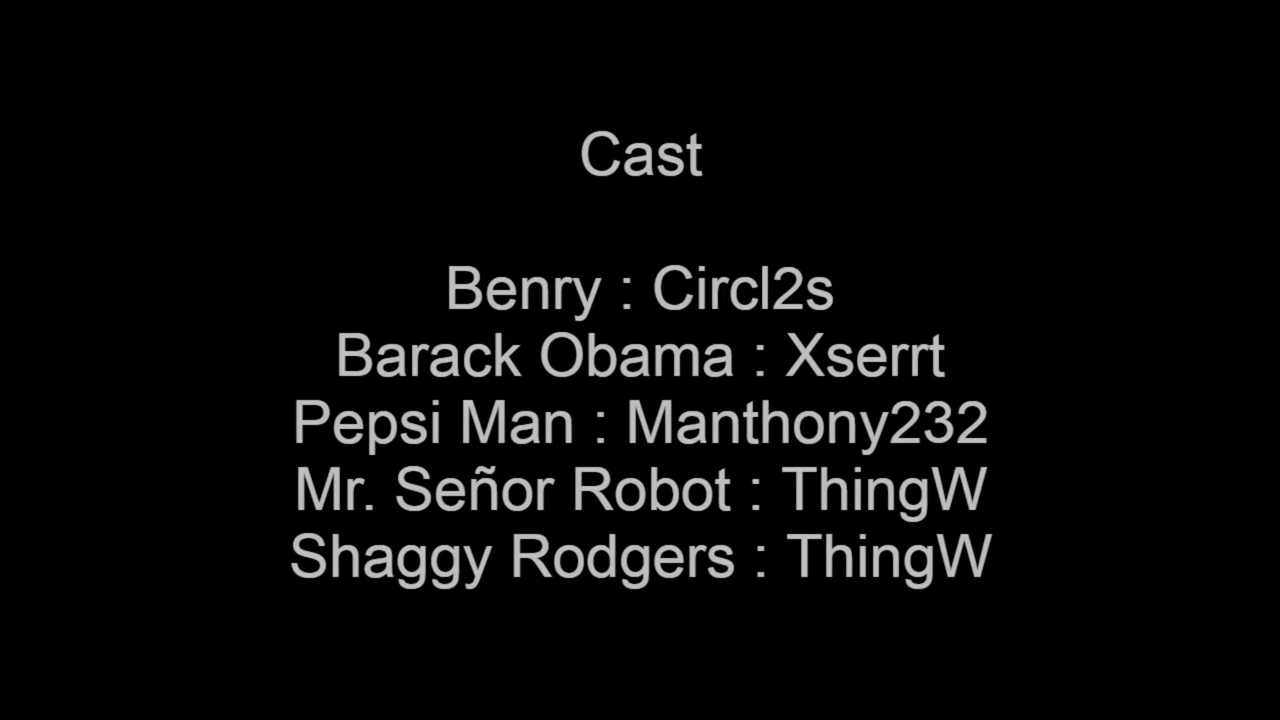 Cast
Benry : Circl2s
Barack Obama : Xserrt
Pepsi Man : Manthony232
Mr. Señor Robot : ThingW
Shaggy Rodgers : ThingW